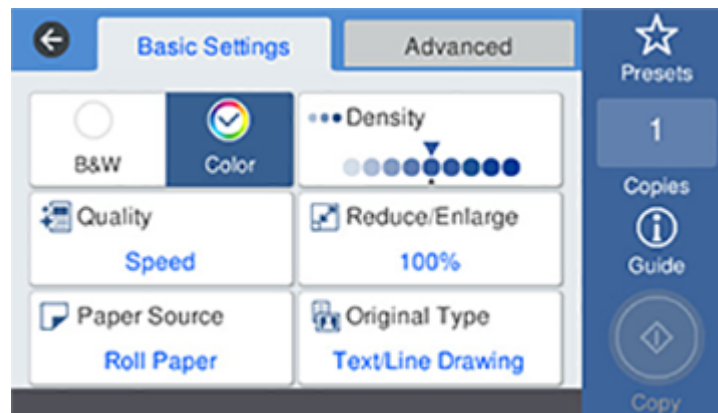 Basic Settings
Advanced
Presets
B&W
Color
Density
1
Copies
Quality
Speed
Reduce/Enlarge
100%
Guide
Paper Source
Roll Paper
Original Type
Text/Line Drawing
Copy